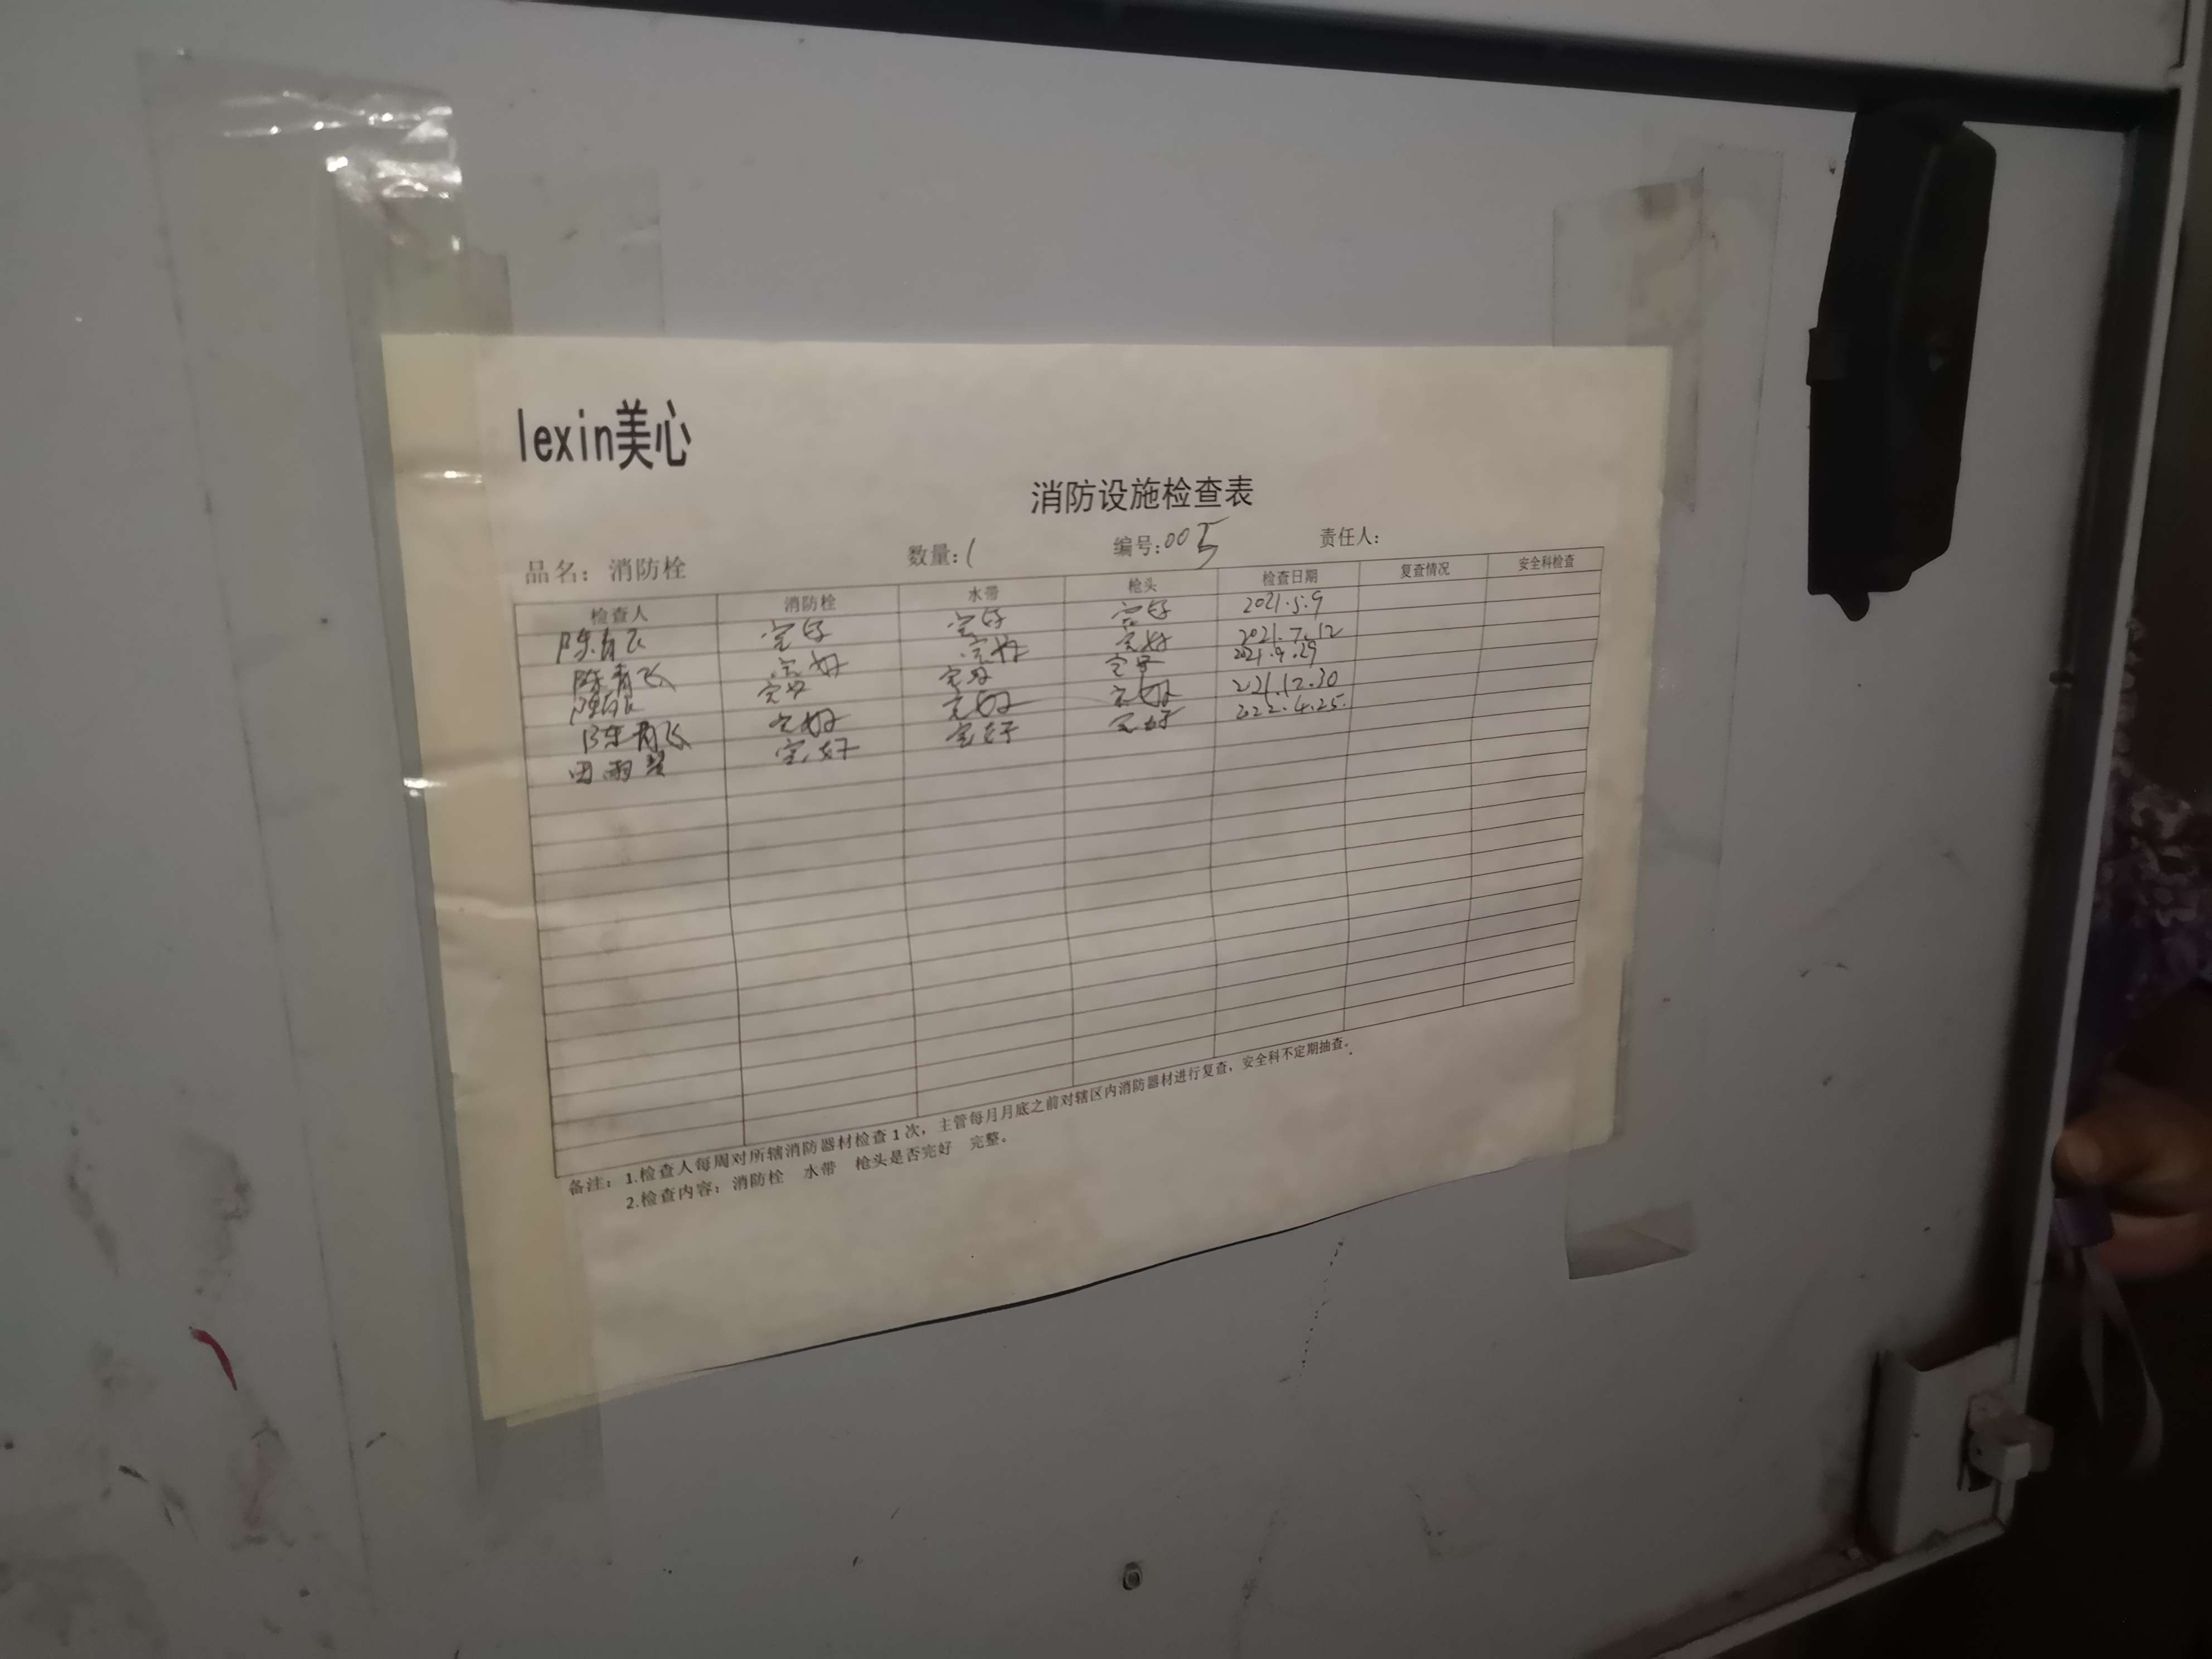 lexin美心
消防设施检查表
品名：消防栓 数量：1 编号：005 责任人：
检查人 消防栓 水带 枪头 检查日期 复查情况 安全科检查
陈青飞 完好 完好 完好 2021.5.9
陈青飞 完好 完好 完好 2021.7.12
完好 完好 完好 2021.9.29
陈青飞 完好 完好 完好 221.12.30
田雨 完好 完好 完好 222.4.25.
备注：1.检查人每周对所辖消防器材检查1次，主管每月月底之前对辖区内消防器材进行复查，安全科不定期抽查。
2.检查内容：消防栓 水带 枪头是否完好 完整。